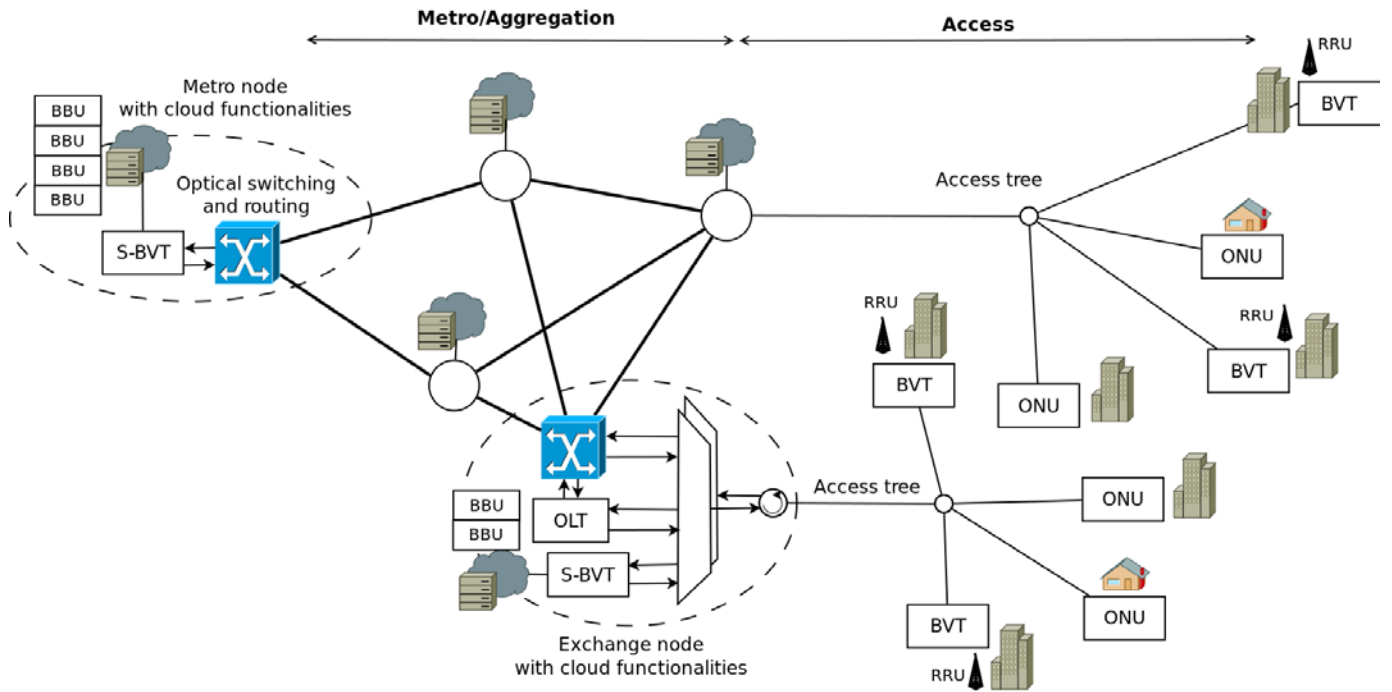 Metro/Aggregation
Access
RRU
BVT
Metro node
with cloud functionalities
BBU
BBU
BBU
BBU
Optical switching
and routing
S-BVT
Access tree
ONU
RRU
BVT
RRU
BVT
ONU
Access tree
ONU
BBU
BBU
OLT
S-BVT
ONU
BVT
RRU
Exchange node
with cloud functionalities